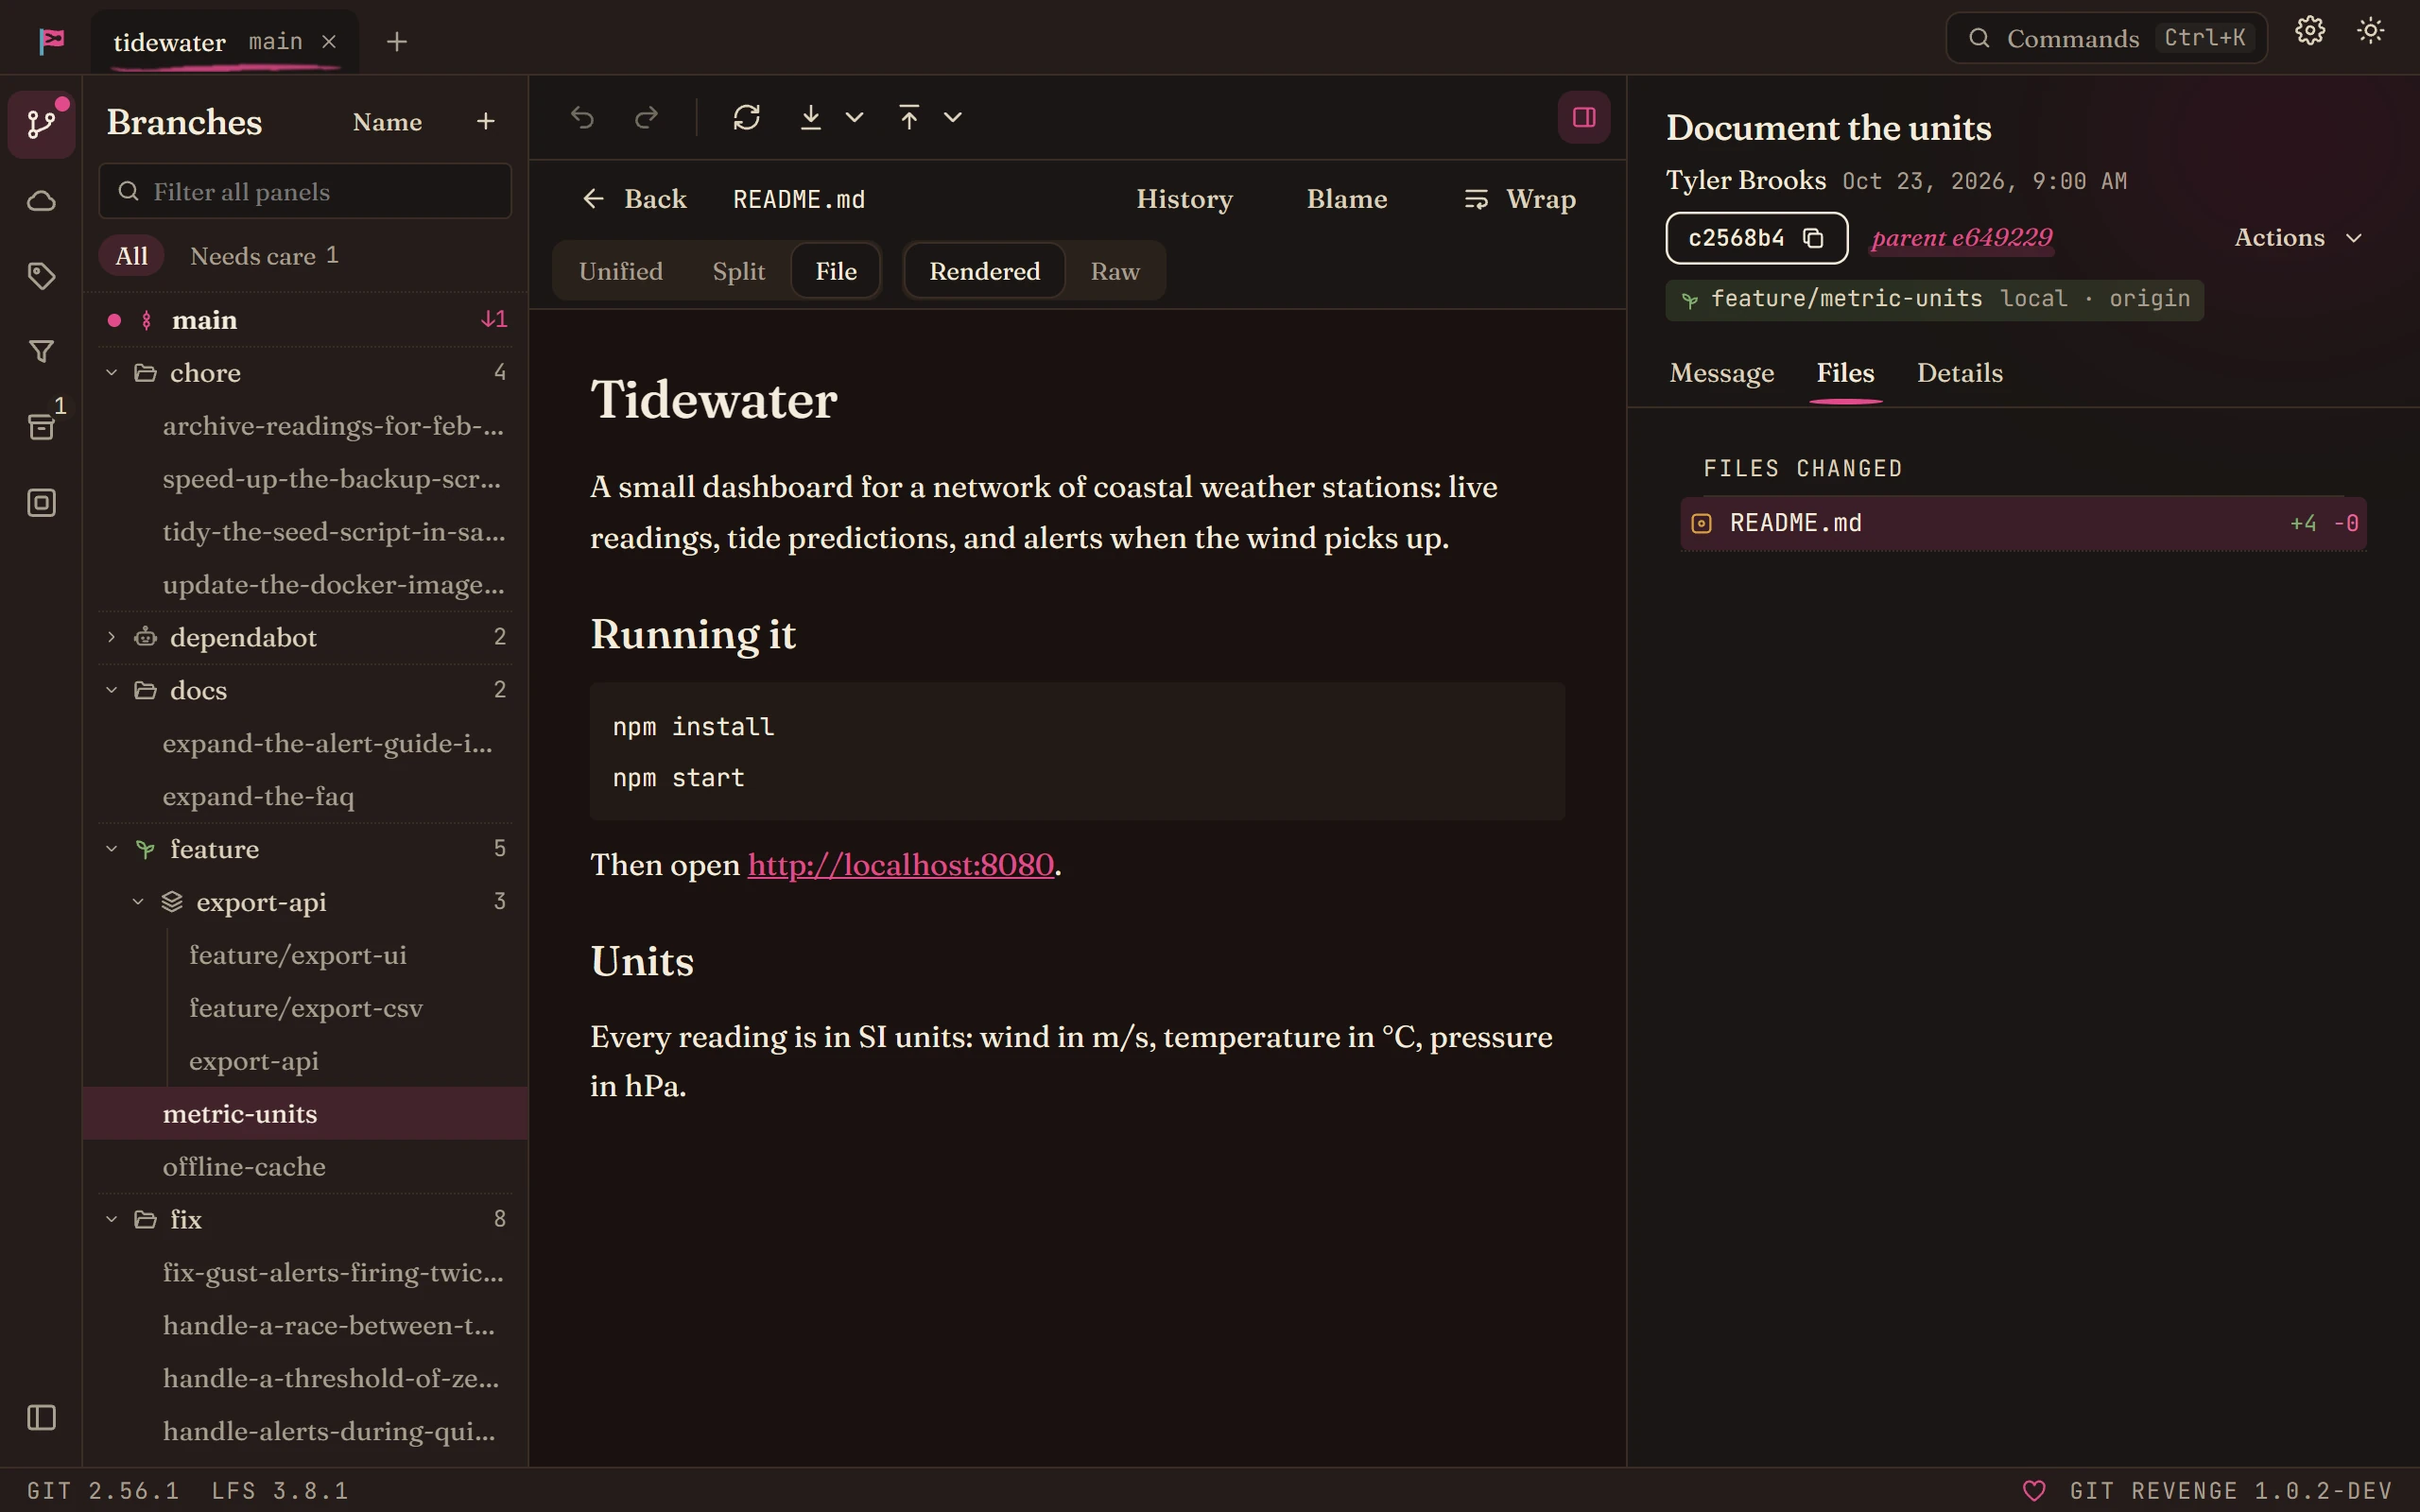 tidewater main
Commands Ctrl+K
Branches Name
Filter all panels
All Needs care 1
main ↓1
chore 4
archive-readings-for-feb-...
speed-up-the-backup-scr...
tidy-the-seed-script-in-sa...
update-the-docker-image...
dependabot 2
docs 2
expand-the-alert-guide-i...
expand-the-faq
feature 5
export-api 3
feature/export-ui
feature/export-csv
export-api
metric-units
offline-cache
fix 8
fix-gust-alerts-firing-twic...
handle-a-race-between-t...
handle-a-threshold-of-ze...
handle-alerts-during-qui...
1
Back README.md History Blame Wrap
Unified Split File Rendered Raw
Tidewater
A small dashboard for a network of coastal weather stations: live
readings, tide predictions, and alerts when the wind picks up.
Running it
npm install
npm start
Then open http://localhost:8080.
Units
Every reading is in SI units: wind in m/s, temperature in °C, pressure
in hPa.
Document the units
Tyler Brooks Oct 23, 2026, 9:00 AM
c2568b4 parent e649229 Actions
feature/metric-units local · origin
Message Files Details
FILES CHANGED
README.md +4 -0
GIT 2.56.1 LFS 3.8.1
GIT REVENGE 1.0.2-DEV